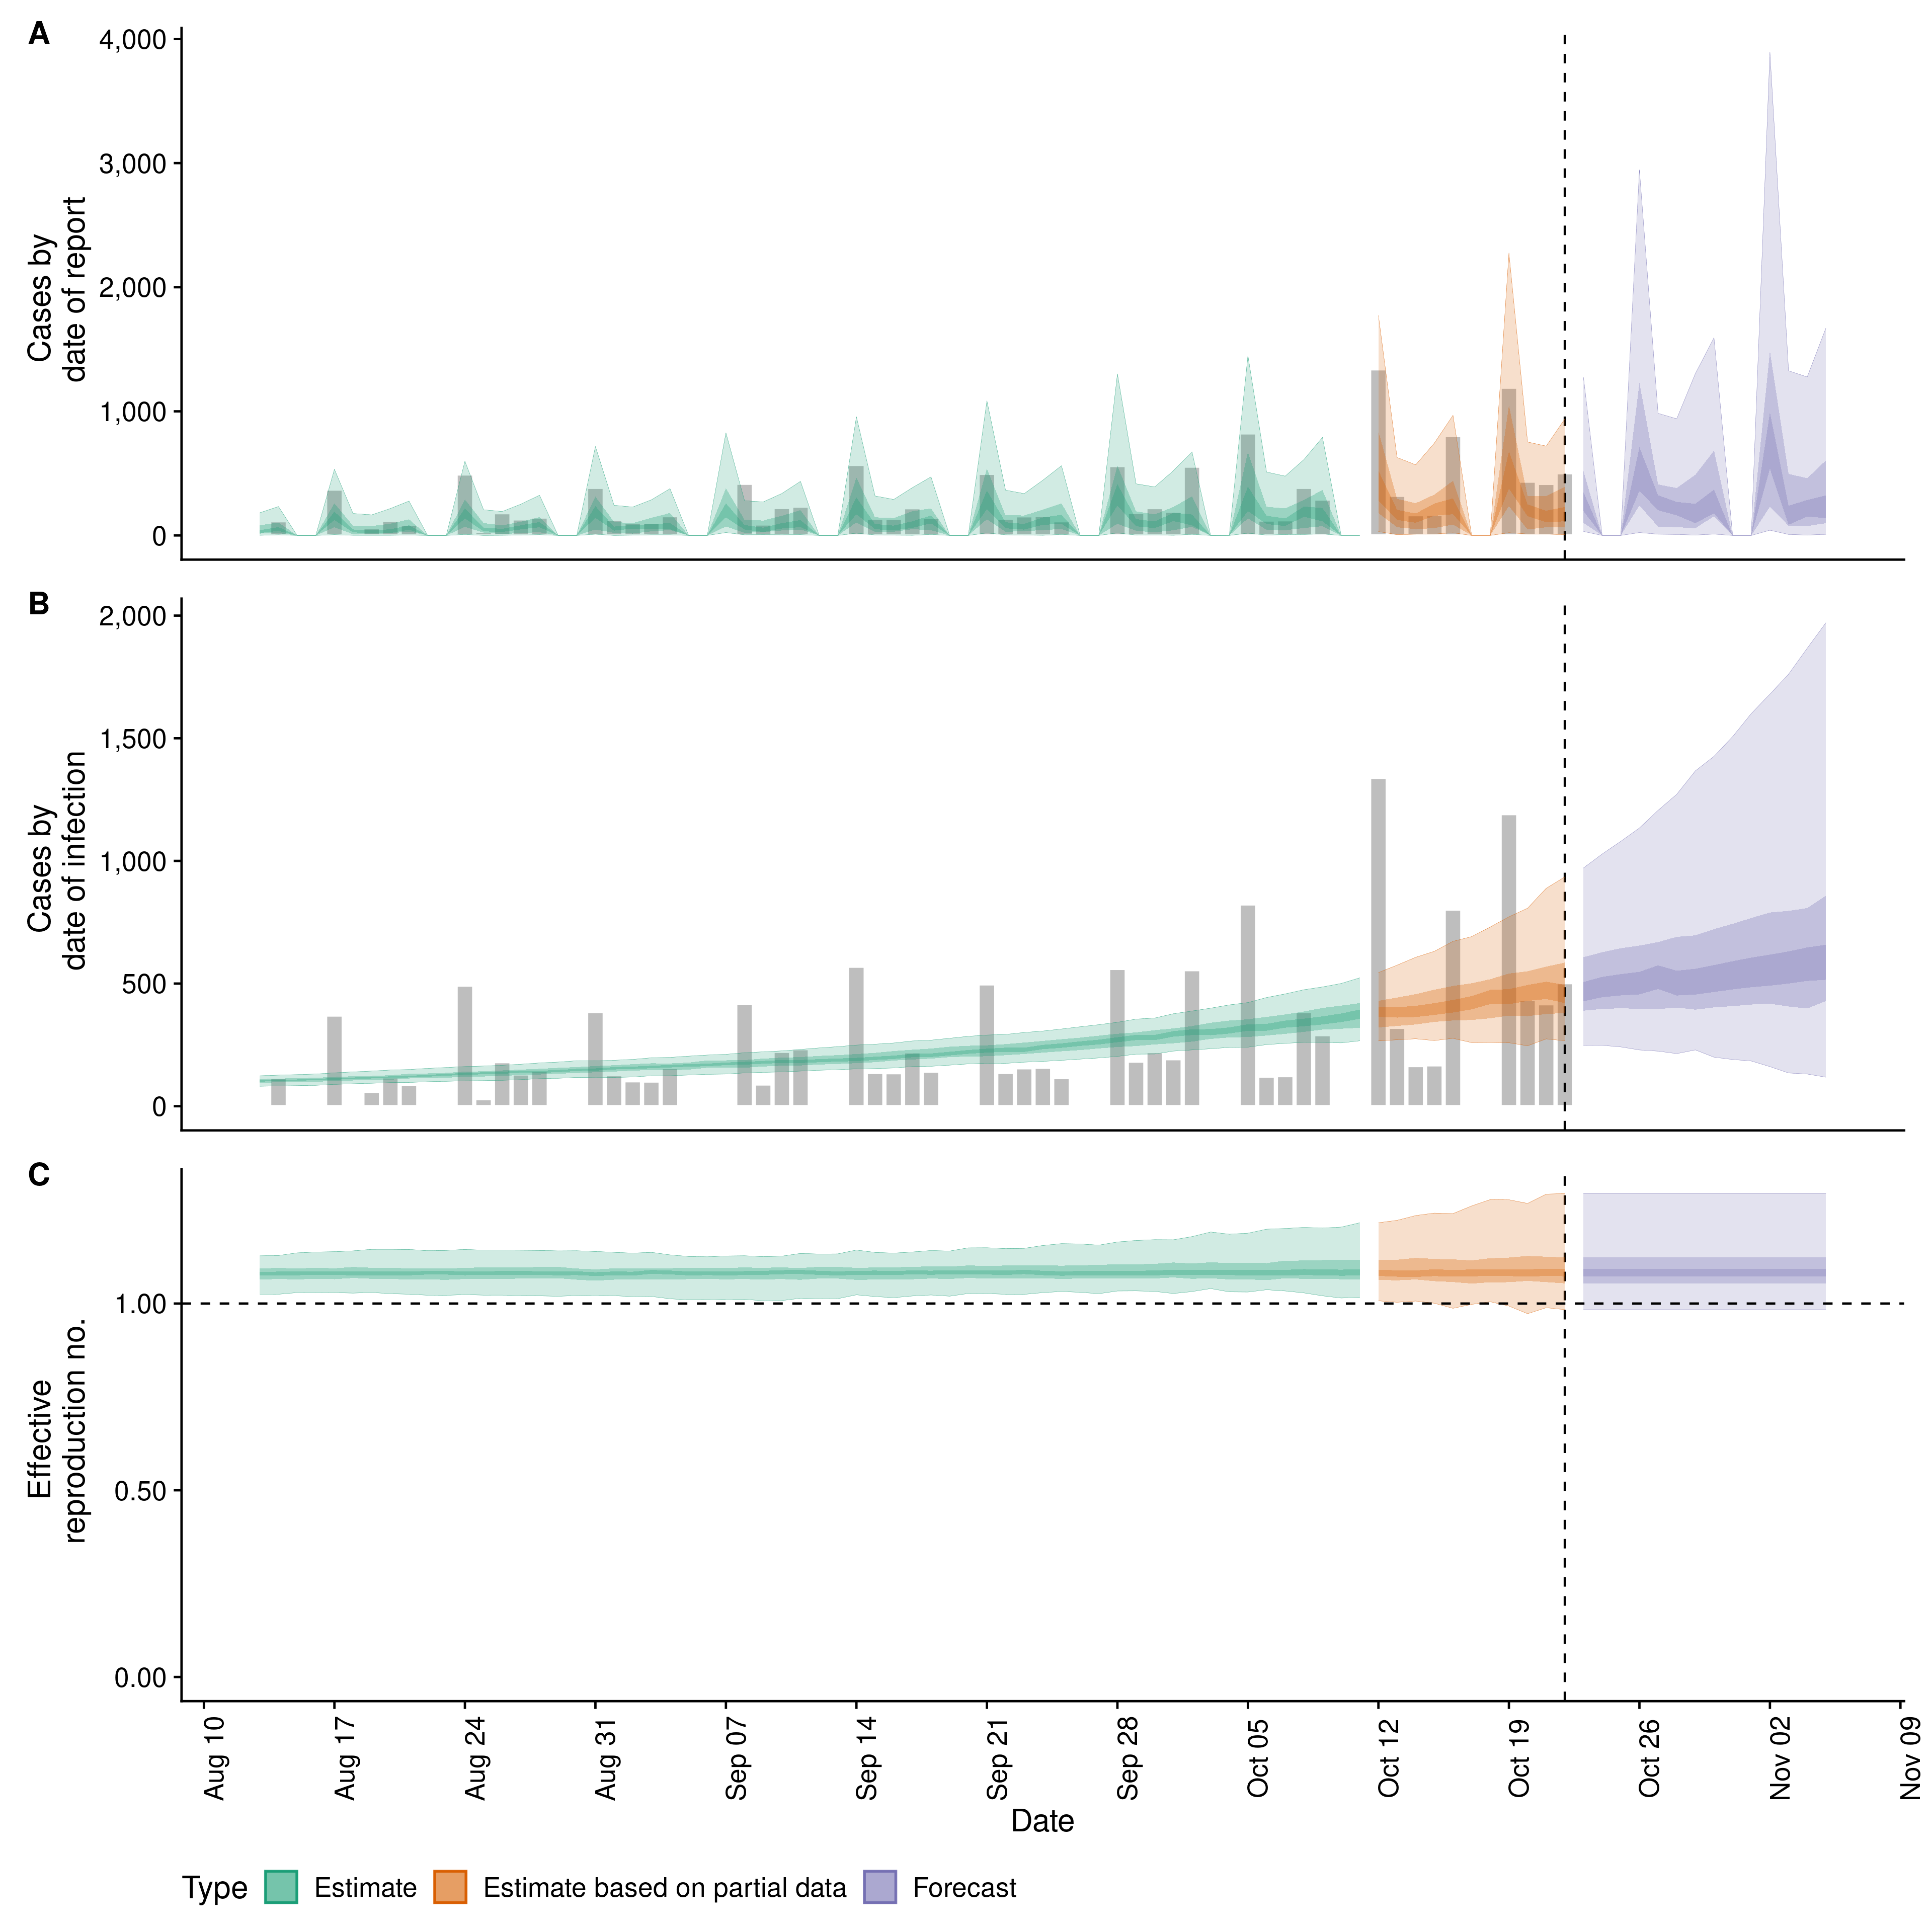 A
4,000
3,000
2,000
1,000
0
Cases by
date of report
B
2,000
1,500
1,000
500
0
Cases by
date of infection
C
1.00
0.50
0.00
Effective
reproduction no.
Aug 10
Aug 17
Aug 24
Aug 31
Sep 07
Sep 14
Sep 21
Sep 28
Oct 05
Oct 12
Oct 19
Oct 26
Nov 02
Nov 09
Date
Type
Estimate
Estimate based on partial data
Forecast